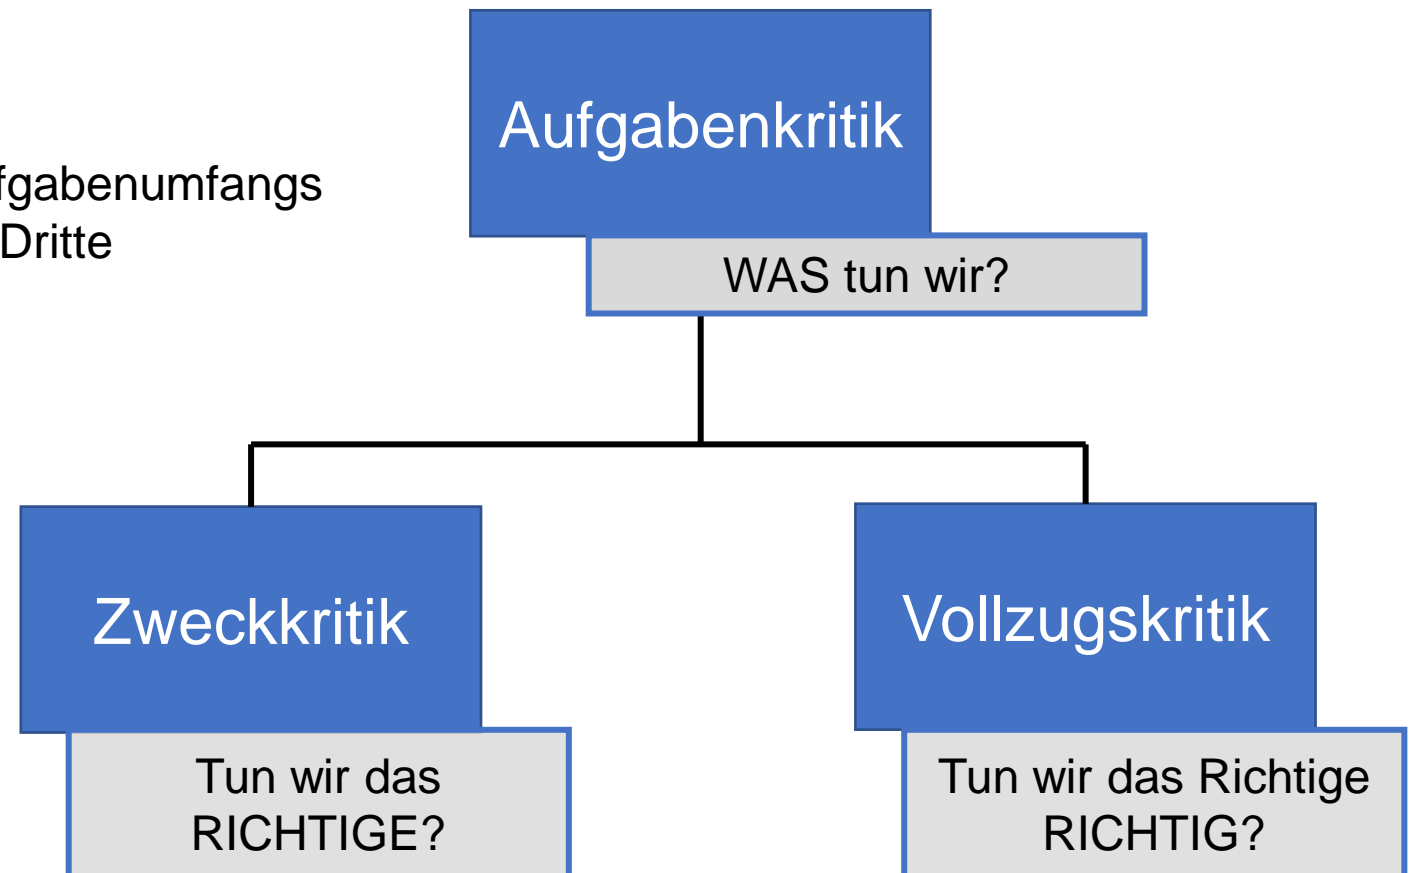 Aufgabenkritik
fgabenumfangs
Dritte
WAS tun wir?
Zweckkritik
Vollzugskritik
Tun wir das
RICHTIGE?
Tun wir das Richtige
RICHTIG?